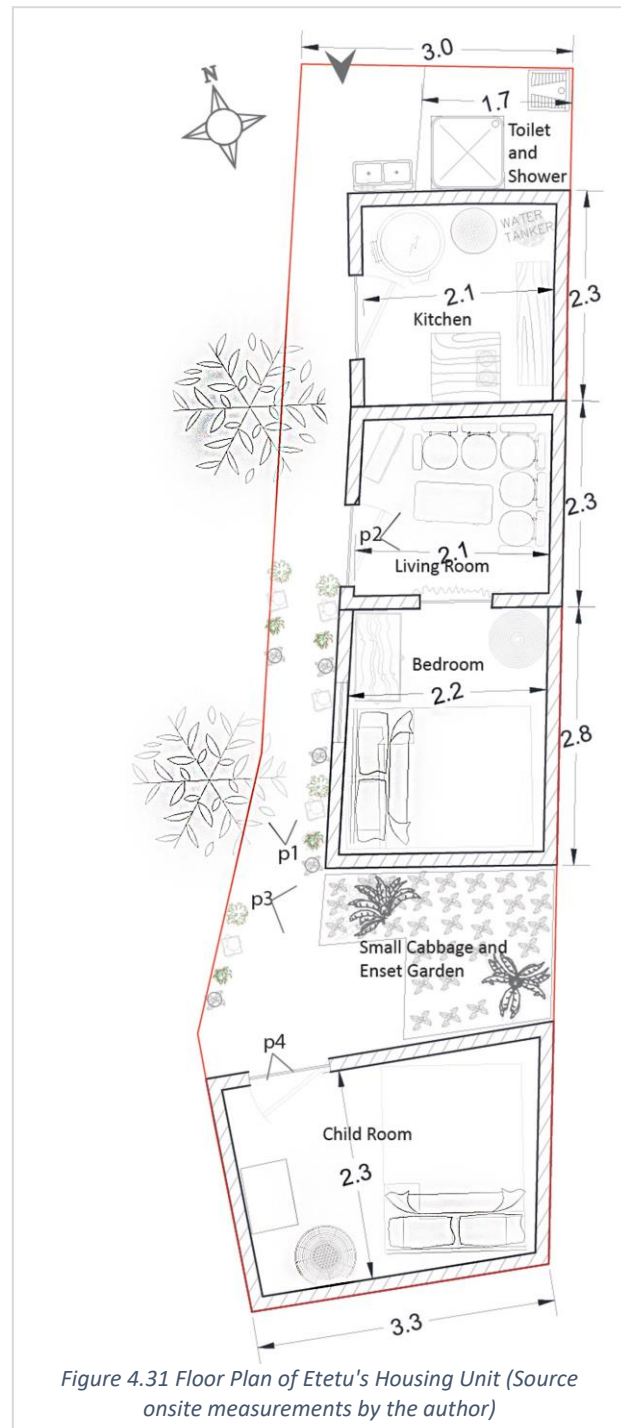 3.0
N
1.7
Toilet
and
Shower
WATER
TANKER
2.1
2.3
Kitchen
2.3
p2
2.1
Living Room
Bedroom
2.2
2.8
p1
p3
Small Cabbage and
Enset Garden
p4
Child Room
2.3
3.3
Figure 4.31 Floor Plan of Etetu's Housing Unit (Source
onsite measurements by the author)